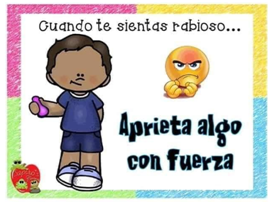 Cuando te sientas rabioso...
Aprieta algo
con fuerza